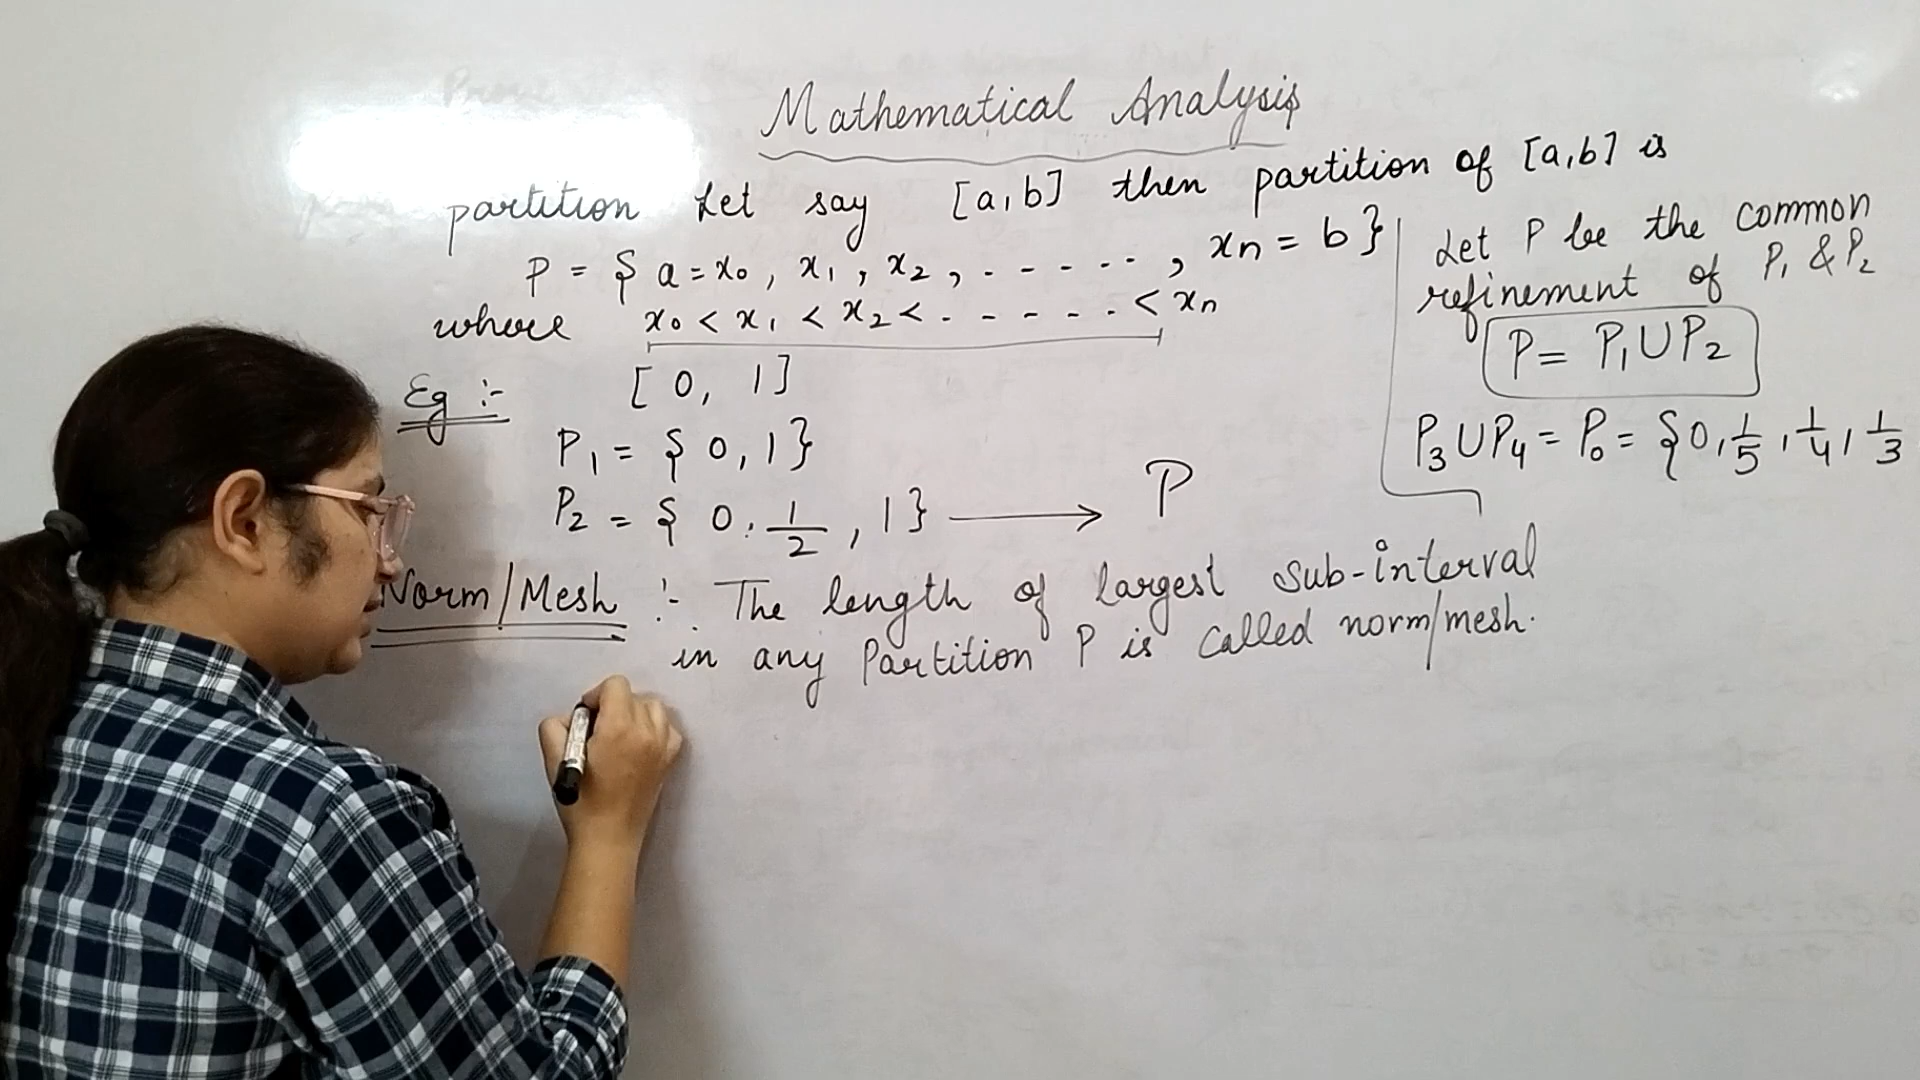 Mathematical Analysis
partition Let say [a,b] then partition of [a,b] is
P = { a = x₀, x₁, x₂, - - - - - -, xn = b}
where x₀ < x₁ < x₂ < - - - - - - < xn
Eg :- [0, 1]
P₁ = { 0, 1}
P₂ = { 0, 1/2, 1} ⟶ P
Norm/Mesh :- The length of largest sub-interval
in any Partition P is called norm/mesh.
Let P be the common
refinement of P₁ & P₂
P = P₁ ∪ P₂
P₃ ∪ P₄ = P₀ = {0, 1/5, 1/4, 1/3